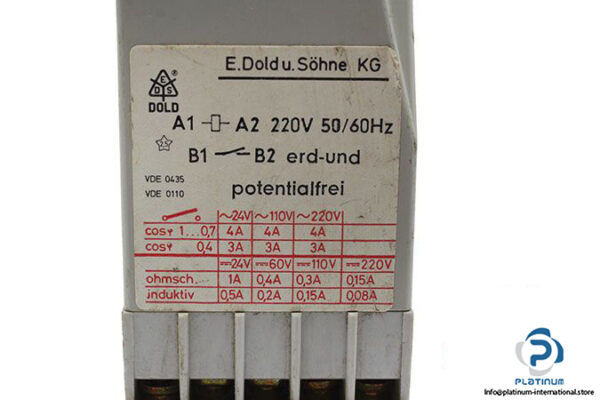 E.Dold u. Söhne KG
E
D S ®
DOLD
A1 A2 220V 50/60Hz
B1 B2 erd-und
VDE 0435
VDE 0110
potentialfrei
~24V ~110V ~220V
cosφ 1...0,7 4A 4A 4A
cosφ 0,4 3A 3A 3A
⎓24V ⎓60V ⎓110V ⎓220V
ohmsch. 1A 0,4A 0,3A 0,15A
induktiv 0,5A 0,2A 0,15A 0,08A
PLATINUM
Info@platinum-international.store